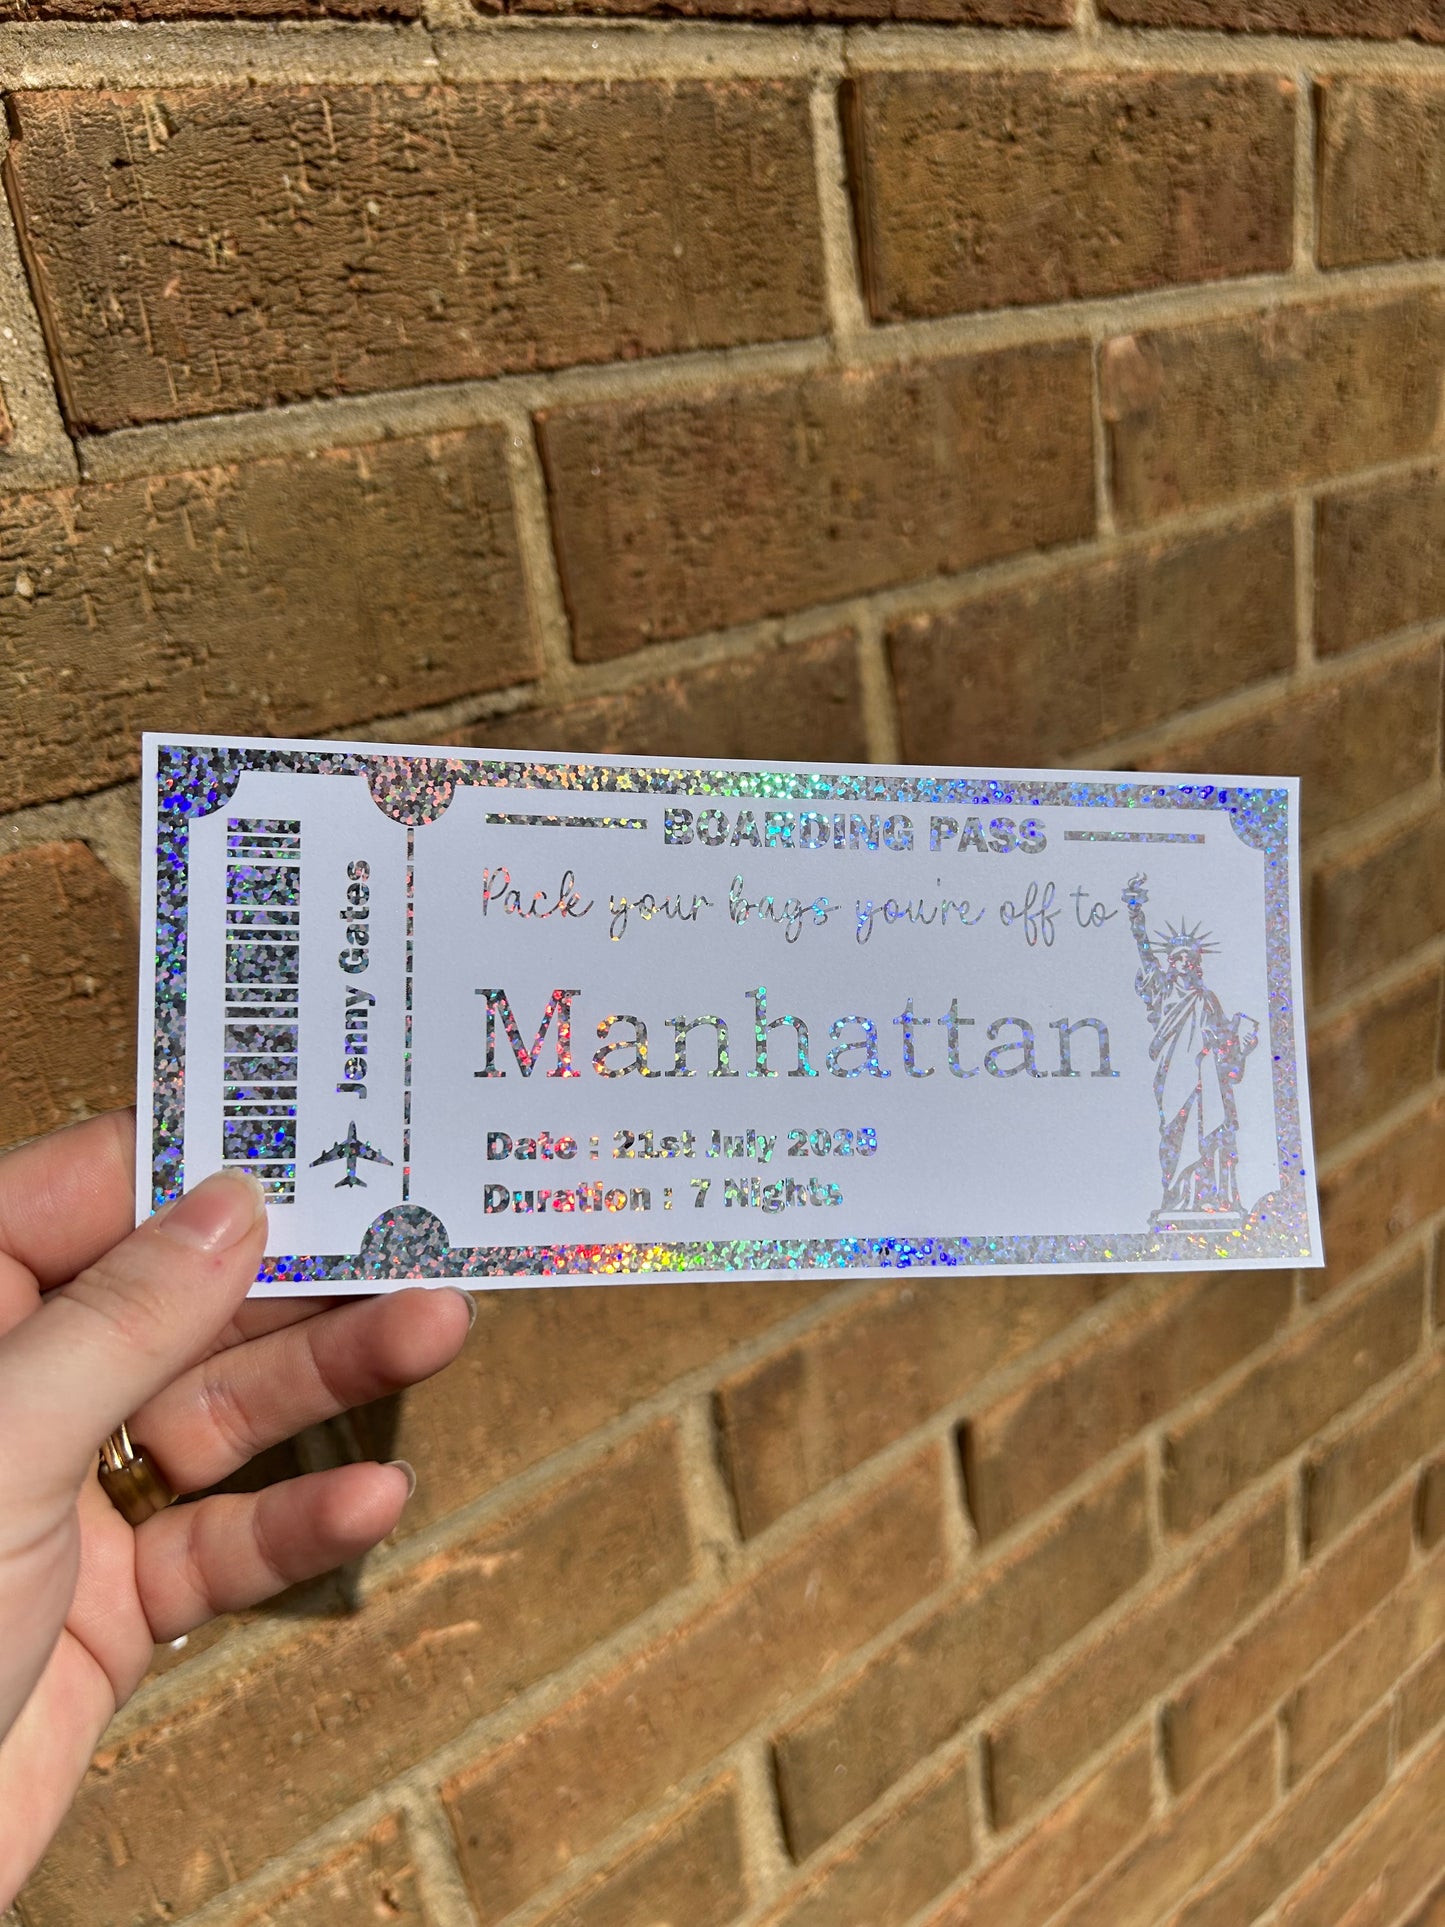 Jenny Gates
BOARDING PASS
Pack your bags you're off to
Manhattan
Date : 21st July 2025
Duration : 7 Nights